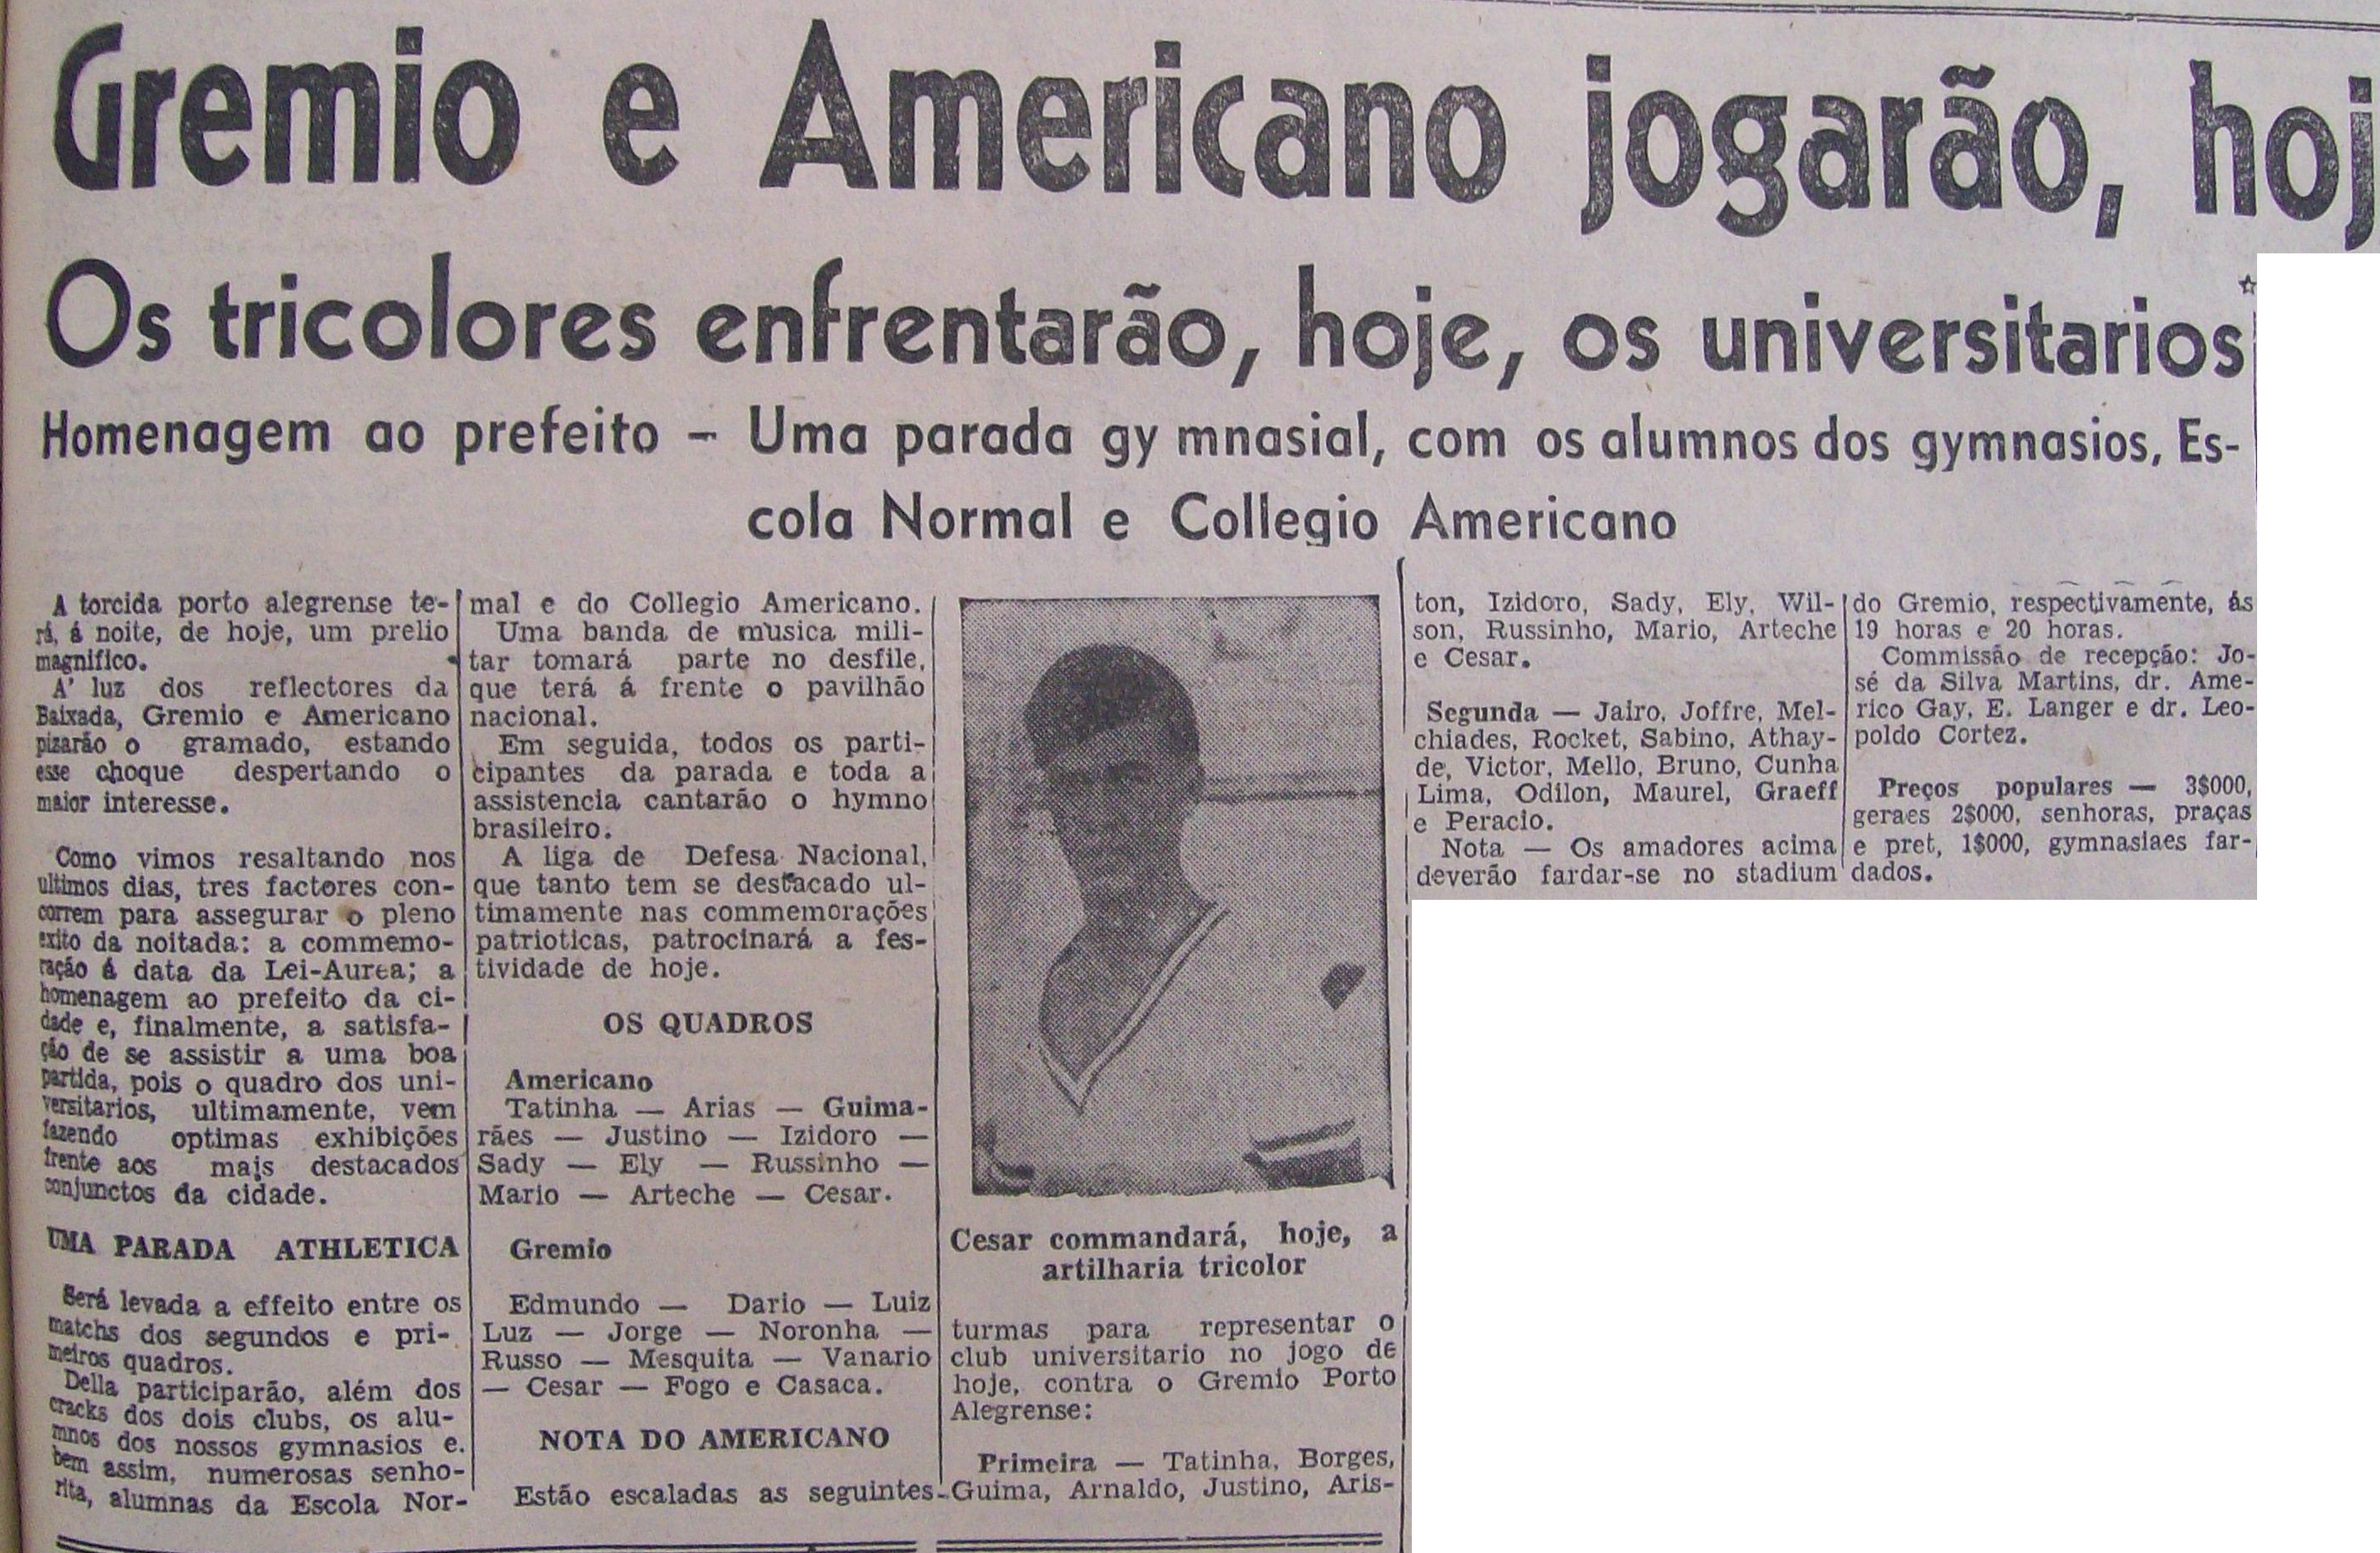 Gremio e Americano jogarão, hoj
Os tricolores enfrentarão, hoje, os universitarios
Homenagem ao prefeito – Uma parada gy mnasial, com os alumnos dos gymnasios, Es-
cola Normal e Collegio Americano
A torcida porto alegrense te-
rá, á noite, de hoje, um prelio
magnifico.
A' luz dos reflectores da
Baixada, Gremio e Americano
pizarão o gramado, estando
esse choque despertando o
maior interesse.
Como vimos resaltando nos
ultimos dias, tres factores con-
correm para assegurar o pleno
exito da noitada: a commemo-
ração á data da Lei-Aurea; a
homenagem ao prefeito da ci-
dade e, finalmente, a satisfa-
ção de se assistir a uma boa
partida, pois o quadro dos uni-
versitarios, ultimamente, vem
fazendo optimas exhibições
frente aos mais destacados
conjunctos da cidade.
UMA PARADA ATHLETICA
Será levada a effeito entre os
matchs dos segundos e pri-
meiros quadros.
Della participarão, além dos
cracks dos dois clubs, os alu-
mnos dos nossos gymnasios e.
bem assim, numerosas senho-
rita, alumnas da Escola Nor-
mal e do Collegio Americano.
Uma banda de musica mili-
tar tomará parte no desfile,
que terá á frente o pavilhão
nacional.
Em seguida, todos os parti-
cipantes da parada e toda a
assistencia cantarão o hymno
brasileiro.
A liga de Defesa Nacional,
que tanto tem se destacado ul-
timamente nas commemorações
patrioticas, patrocinará a fes-
tividade de hoje.
OS QUADROS
Americano
Tatinha — Arias — Guima-
rães — Justino — Izidoro —
Sady — Ely — Russinho —
Mario — Arteche — Cesar.
Gremio
Edmundo — Dario — Luiz
Luz — Jorge — Noronha —
Russo — Mesquita — Vanario
— Cesar — Fogo e Casaca.
NOTA DO AMERICANO
Estão escaladas as seguintes
Cesar commandará, hoje, a
artilharia tricolor
turmas para representar o
club universitario no jogo de
hoje, contra o Gremio Porto
Alegrense:
Primeira — Tatinha, Borges,
Guima, Arnaldo, Justino, Aris-
ton, Izidoro, Sady, Ely, Wil-
son, Russinho, Mario, Arteche
e Cesar.
Segunda — Jairo, Joffre, Mel-
chiades, Rocket, Sabino, Athay-
de, Victor, Mello, Bruno, Cunha
Lima, Odilon, Maurel, Graeff
e Peracio.
Nota — Os amadores acima
deverão fardar-se no stadium
do Gremio, respectivamente, ás
19 horas e 20 horas.
Commissão de recepção: Jo-
sé da Silva Martins, dr. Ame-
rico Gay, E. Langer e dr. Leo-
poldo Cortez.
Preços populares — 3$000,
geraes 2$000, senhoras, praças
e pret, 1$000, gymnasiaes far-
dados.